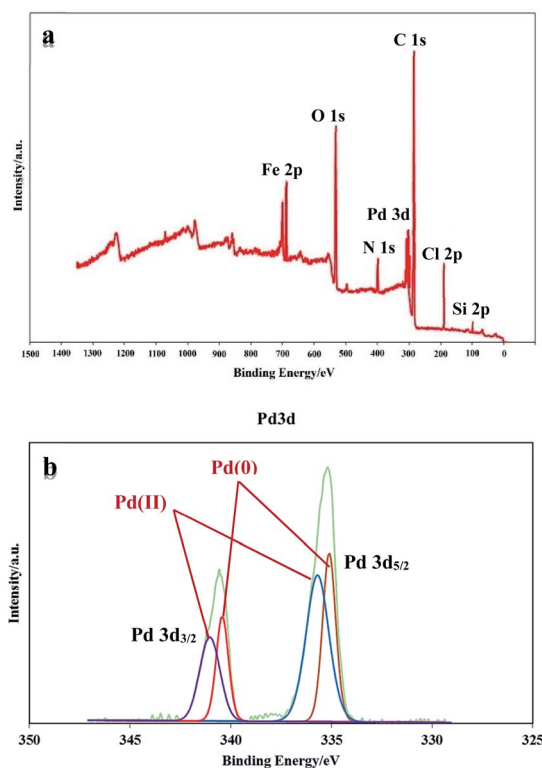 a
C 1s
O 1s
Fe 2p
Pd 3d
N 1s
Cl 2p
Si 2p
Intensity/a.u.
1500 1400 1300 1200 1100 1000 900 800 700 600 500 400 300 200 100 0
Binding Energy/eV
Pd3d
b
Pd(0)
Pd(II)
Pd 3d5/2
Pd 3d3/2
Intensity/a.u.
350 345 340 335 330 325
Binding Energy/eV